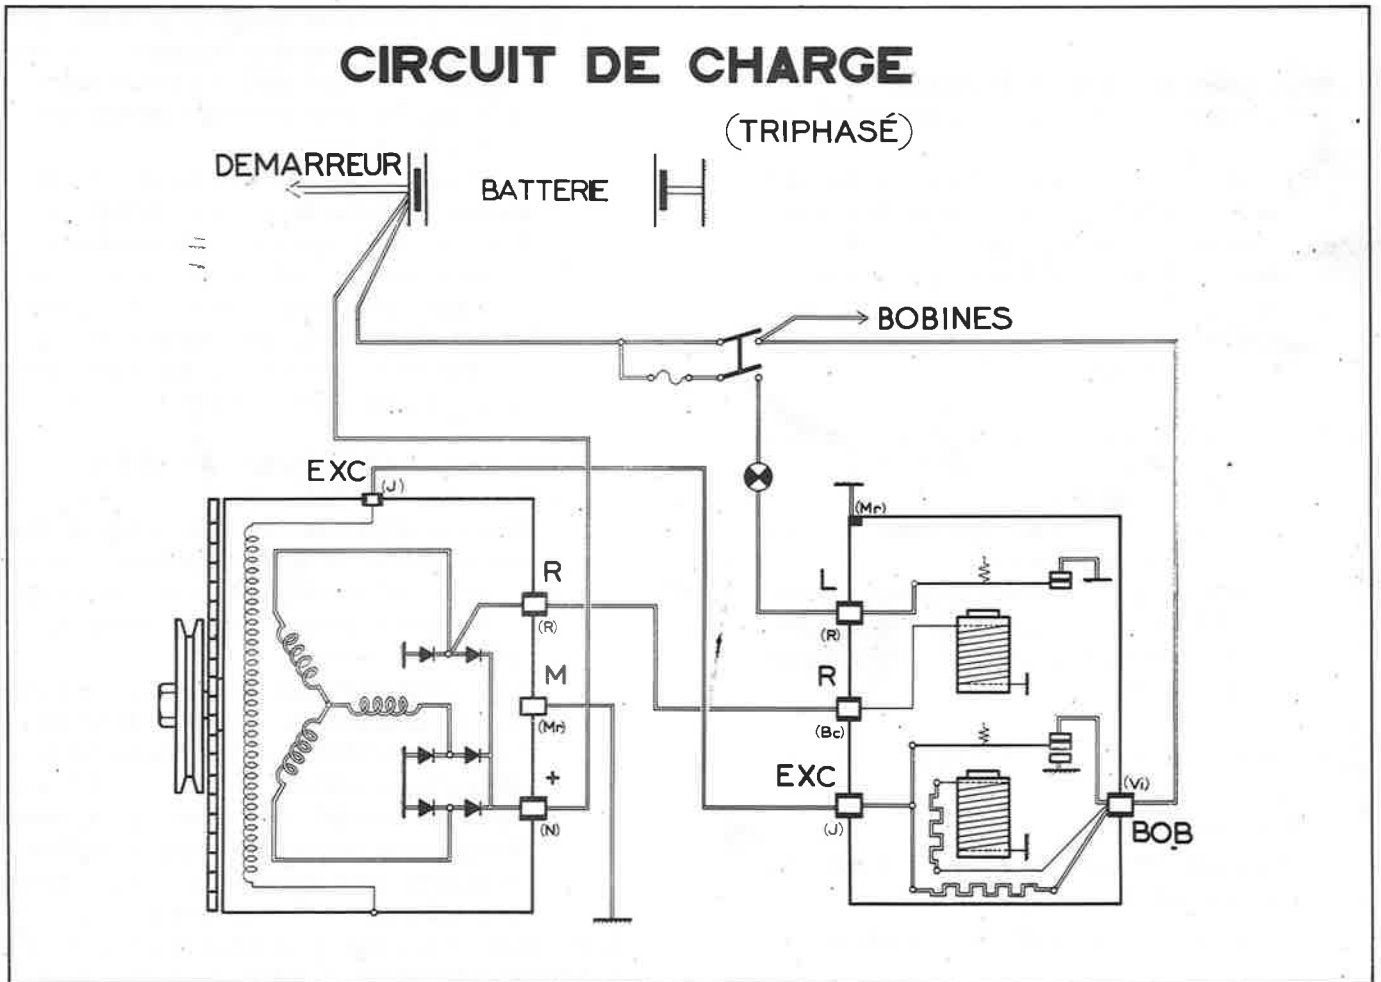 CIRCUIT DE CHARGE
(TRIPHASÉ)
DEMARREUR
BATTERIE
BOBINES
EXC
(J)
R
(R)
M
(Mr)
+
(N)
(Mr)
L
(R)
R
(Bc)
EXC
(J)
(Vi)
BOB